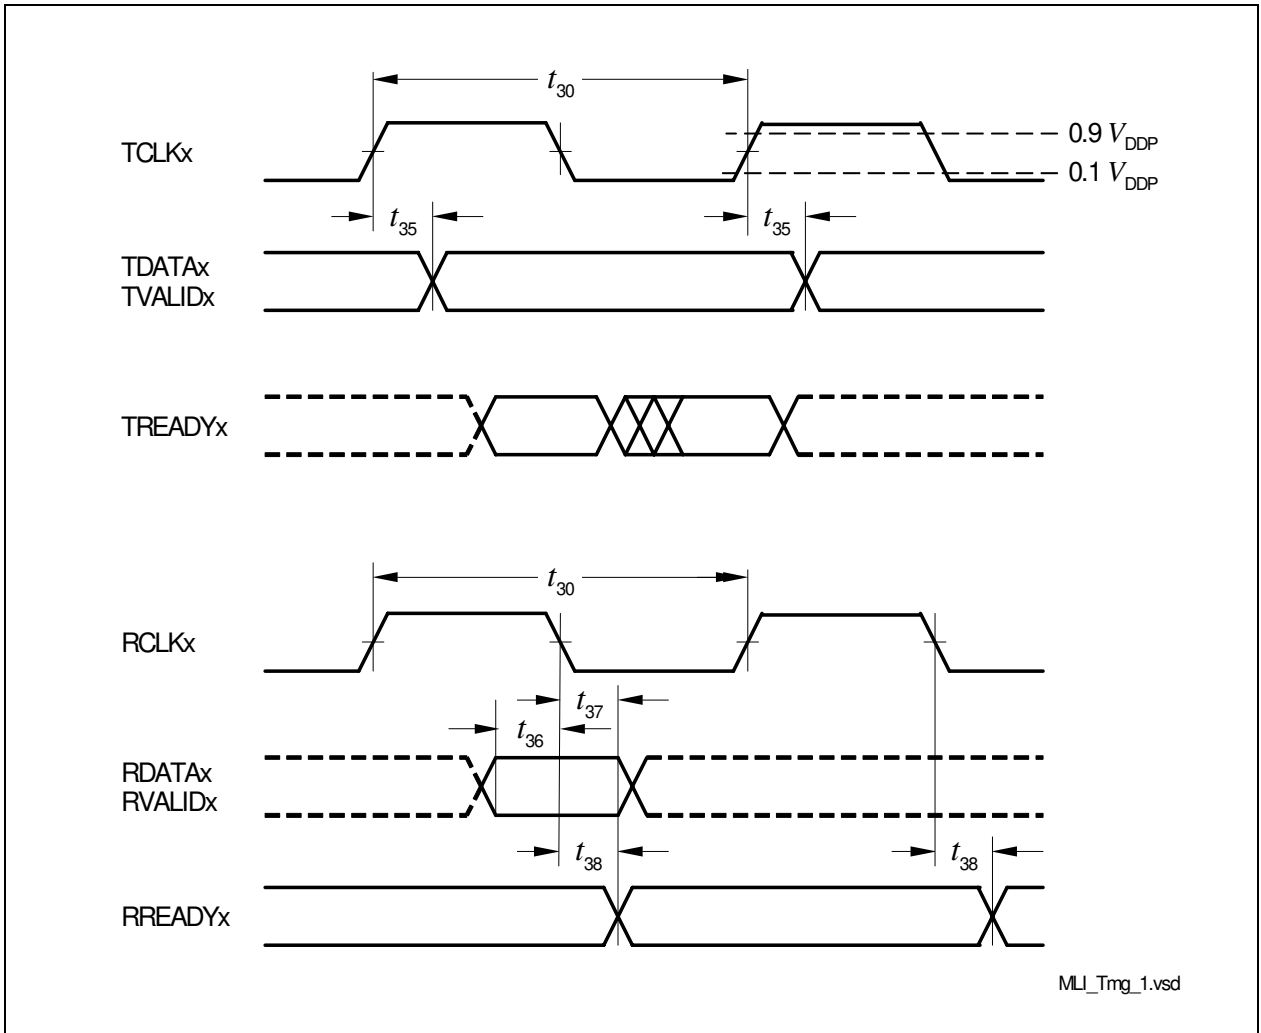 t30
TCLKx
0.9 VDDP
0.1 VDDP
t35
t35
TDATAx
TVALIDx
TREADYx
t30
RCLKx
t37
t36
RDATAx
RVALIDx
t38
t38
RREADYx
MLI_Tmg_1.vsd